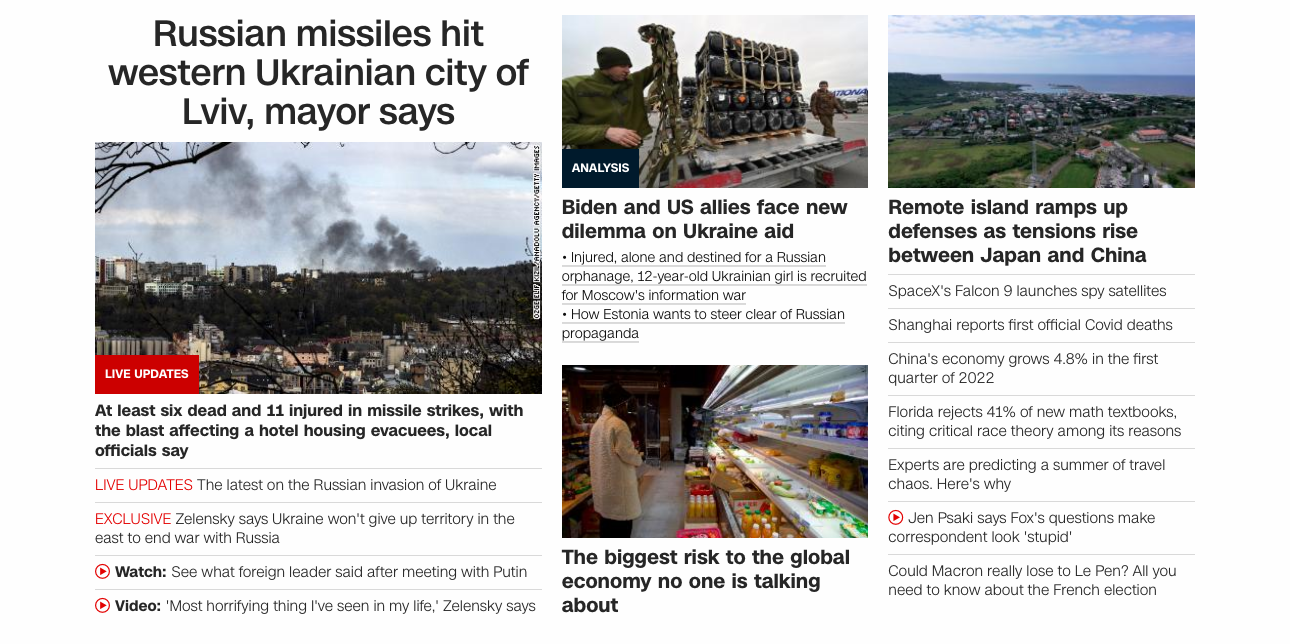 Russian missiles hit
western Ukrainian city of
Lviv, mayor says
OZGE ELIF KIZIL/ANADOLU AGENCY/GETTY IMAGES
LIVE UPDATES
At least six dead and 11 injured in missile strikes, with
the blast affecting a hotel housing evacuees, local
officials say
LIVE UPDATES The latest on the Russian invasion of Ukraine
EXCLUSIVE Zelensky says Ukraine won't give up territory in the
east to end war with Russia
Watch: See what foreign leader said after meeting with Putin
Video: 'Most horrifying thing I've seen in my life,' Zelensky says
ANALYSIS
Biden and US allies face new
dilemma on Ukraine aid
• Injured, alone and destined for a Russian
orphanage, 12-year-old Ukrainian girl is recruited
for Moscow's information war
• How Estonia wants to steer clear of Russian
propaganda
The biggest risk to the global
economy no one is talking
about
Remote island ramps up
defenses as tensions rise
between Japan and China
SpaceX's Falcon 9 launches spy satellites
Shanghai reports first official Covid deaths
China's economy grows 4.8% in the first
quarter of 2022
Florida rejects 41% of new math textbooks,
citing critical race theory among its reasons
Experts are predicting a summer of travel
chaos. Here's why
Jen Psaki says Fox's questions make
correspondent look 'stupid'
Could Macron really lose to Le Pen? All you
need to know about the French election